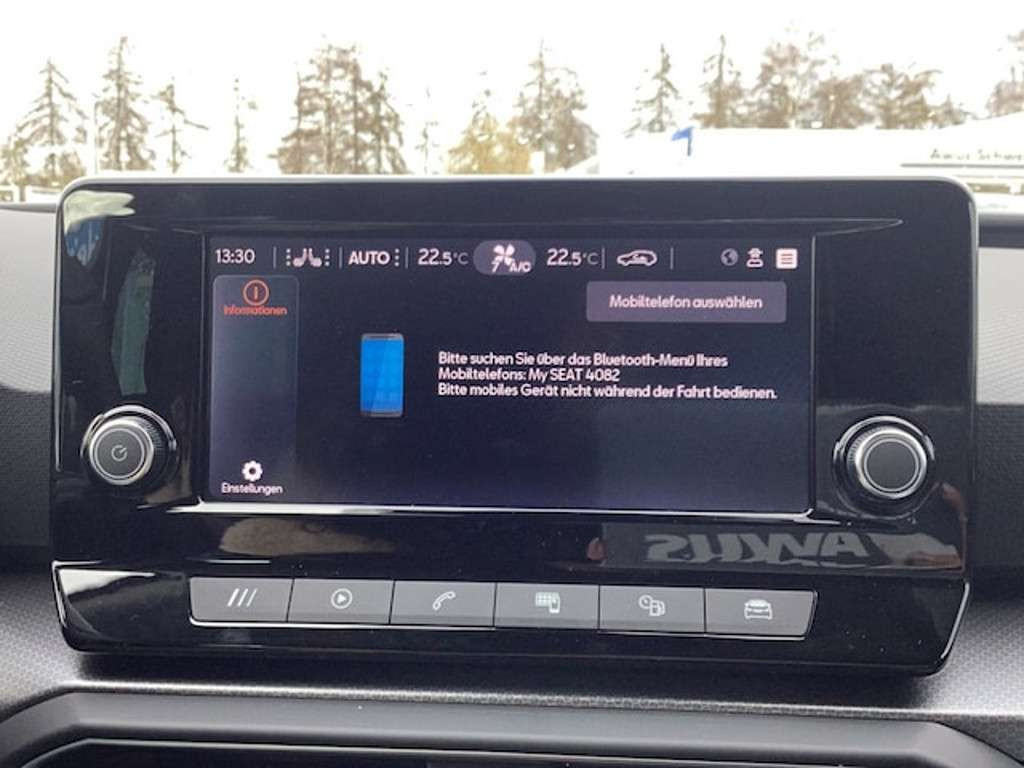 13:30
AUTO
22.5°C
7 A/C
22.5°C
Informationen
Mobiltelefon auswählen
Bitte suchen Sie über das Bluetooth-Menü Ihres
Mobiltelefons: My SEAT 4082
Bitte mobiles Gerät nicht während der Fahrt bedienen.
Einstellungen